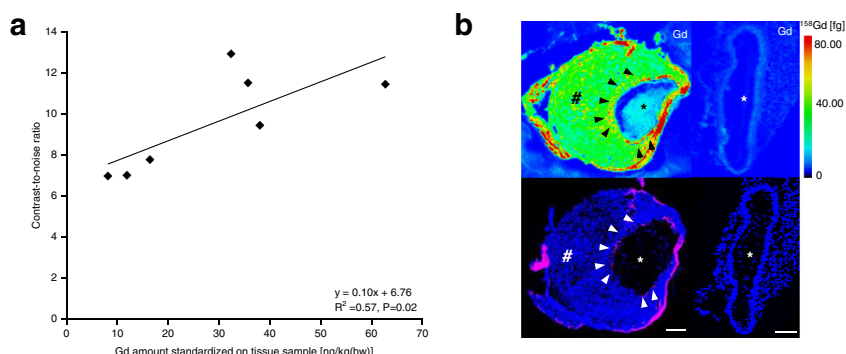 a
14
12
10
8
6
4
2
0
Contrast-to-noise ratio
y = 0.10x + 6.76
R² =0.57, P=0.02
0 10 20 30 40 50 60 70
Gd amount standardized on tissue sample [ng/kg(bw)]
b
Gd
Gd
¹⁵⁸Gd [fg]
80.00
40.00
0
#
*
*
#
*
*